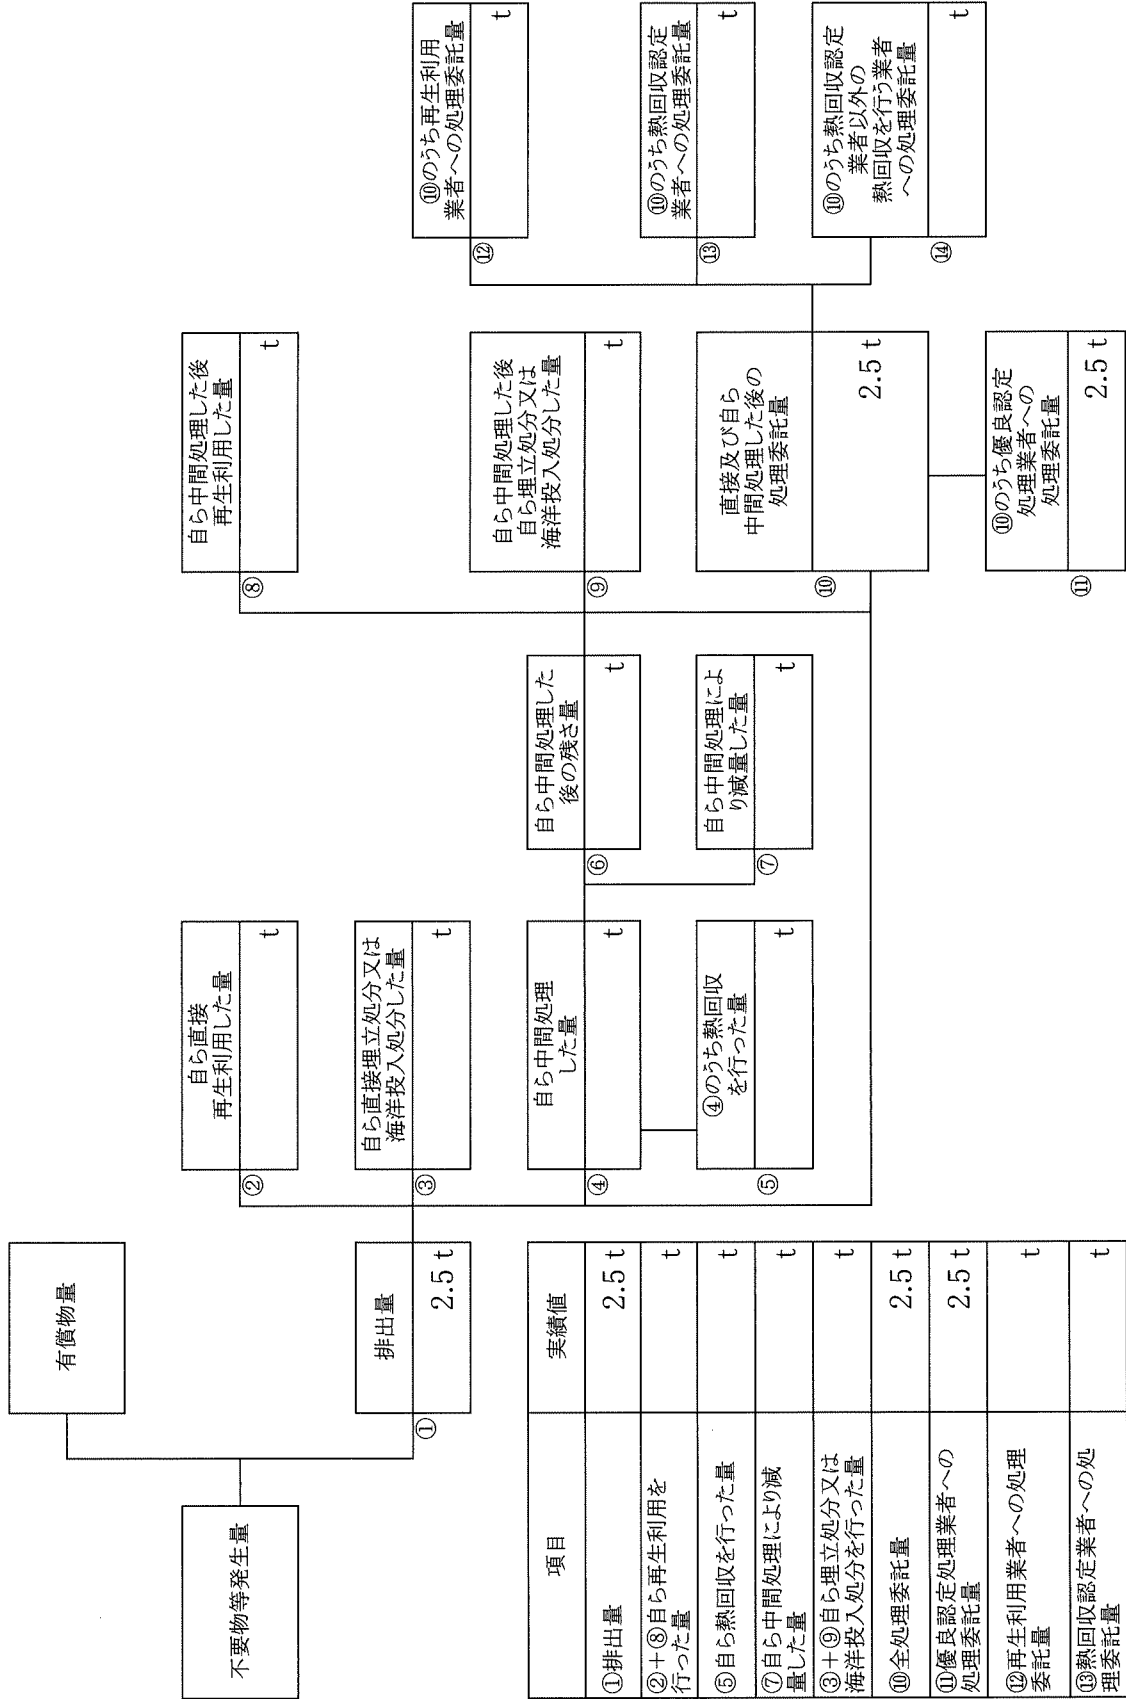 不要物等発生量
有償物量
排出量
①
2.5 t
自ら直接
再生利用した量
②
t
自ら直接埋立処分又は
海洋投入処分した量
③
t
自ら中間処理
した量
④
t
④のうち熱回収
を行った量
⑤
t
自ら中間処理した
後の残さ量
⑥
t
自ら中間処理によ
り減量した量
⑦
t
自ら中間処理した後
再生利用した量
⑧
t
自ら中間処理した後
自ら埋立処分又は
海洋投入処分した量
⑨
t
直接及び自ら
中間処理した後の
処理委託量
⑩
2.5 t
⑩のうち優良認定
処理業者への
処理委託量
⑪
2.5 t
⑩のうち再生利用
業者への処理委託量
⑫
t
⑩のうち熱回収認定
業者への処理委託量
⑬
t
⑩のうち熱回収認定
業者以外の
熱回収を行う業者
への処理委託量
⑭
t
項目
実績値
①排出量
2.5 t
②+⑧自ら再生利用を
行った量
t
⑤自ら熱回収を行った量
t
⑦自ら中間処理により減
量した量
t
③+⑨自ら埋立処分又は
海洋投入処分を行った量
t
⑩全処理委託量
2.5 t
⑪優良認定処理業者への
処理委託量
2.5 t
⑫再生利用業者への処理
委託量
t
⑬熱回収認定業者への処
理委託量
t